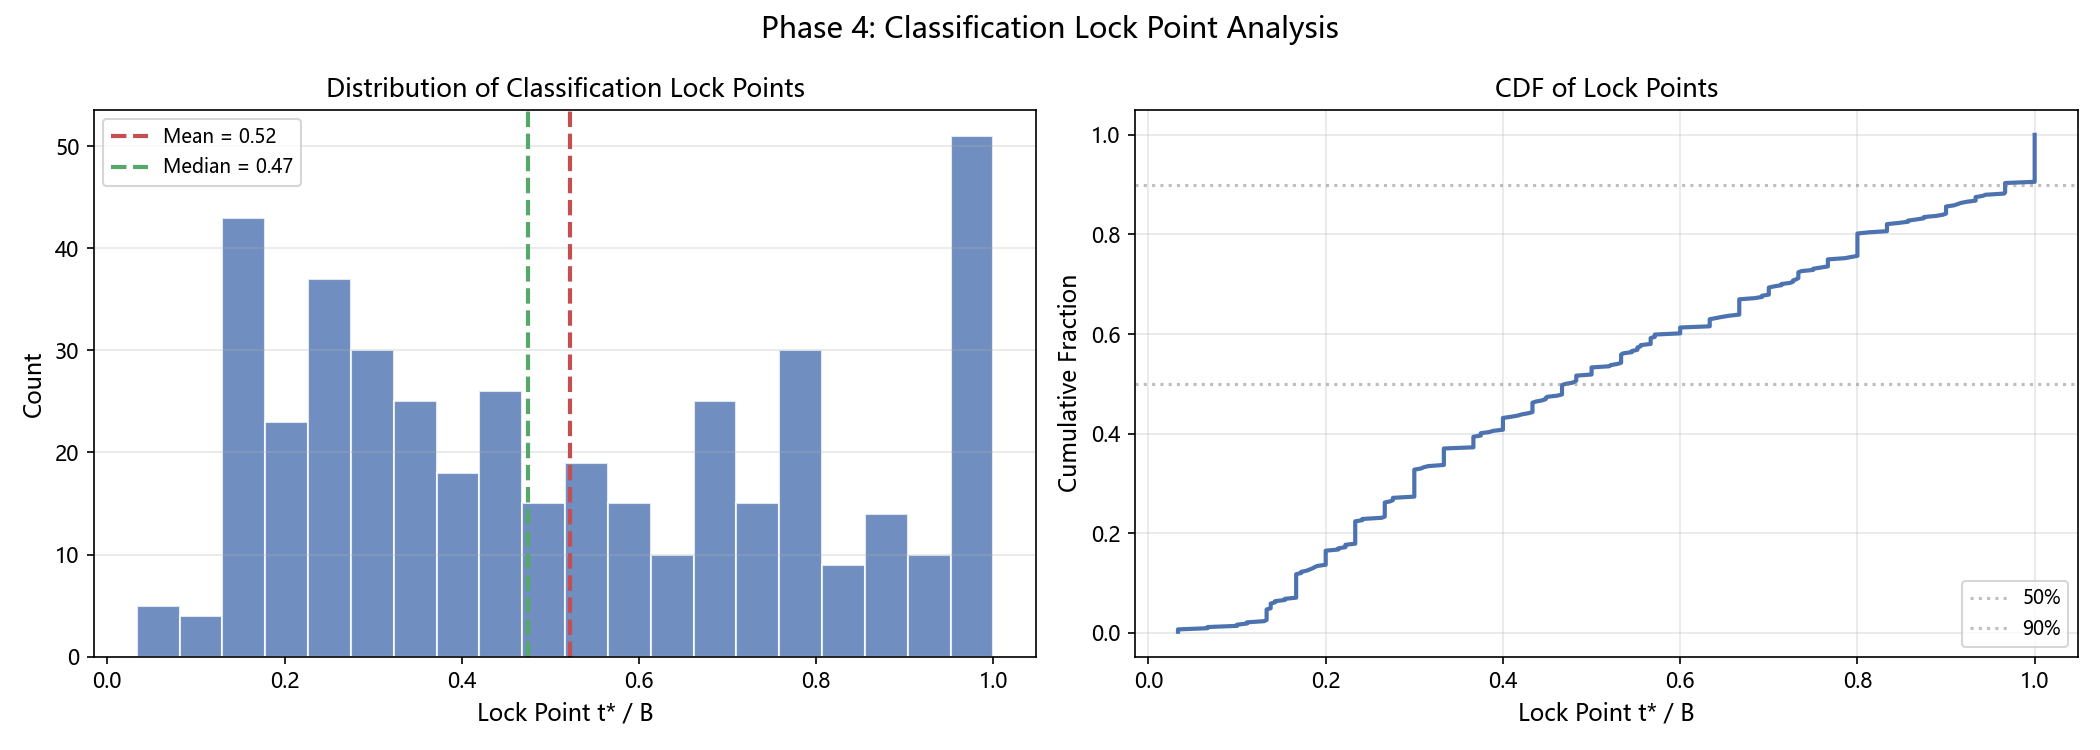 Phase 4: Classification Lock Point Analysis
Distribution of Classification Lock Points
Mean = 0.52
Median = 0.47
50
40
30
20
10
0
Count
0.0 0.2 0.4 0.6 0.8 1.0
Lock Point t* / B
CDF of Lock Points
1.0
0.8
0.6
0.4
0.2
0.0
Cumulative Fraction
50%
90%
0.0 0.2 0.4 0.6 0.8 1.0
Lock Point t* / B